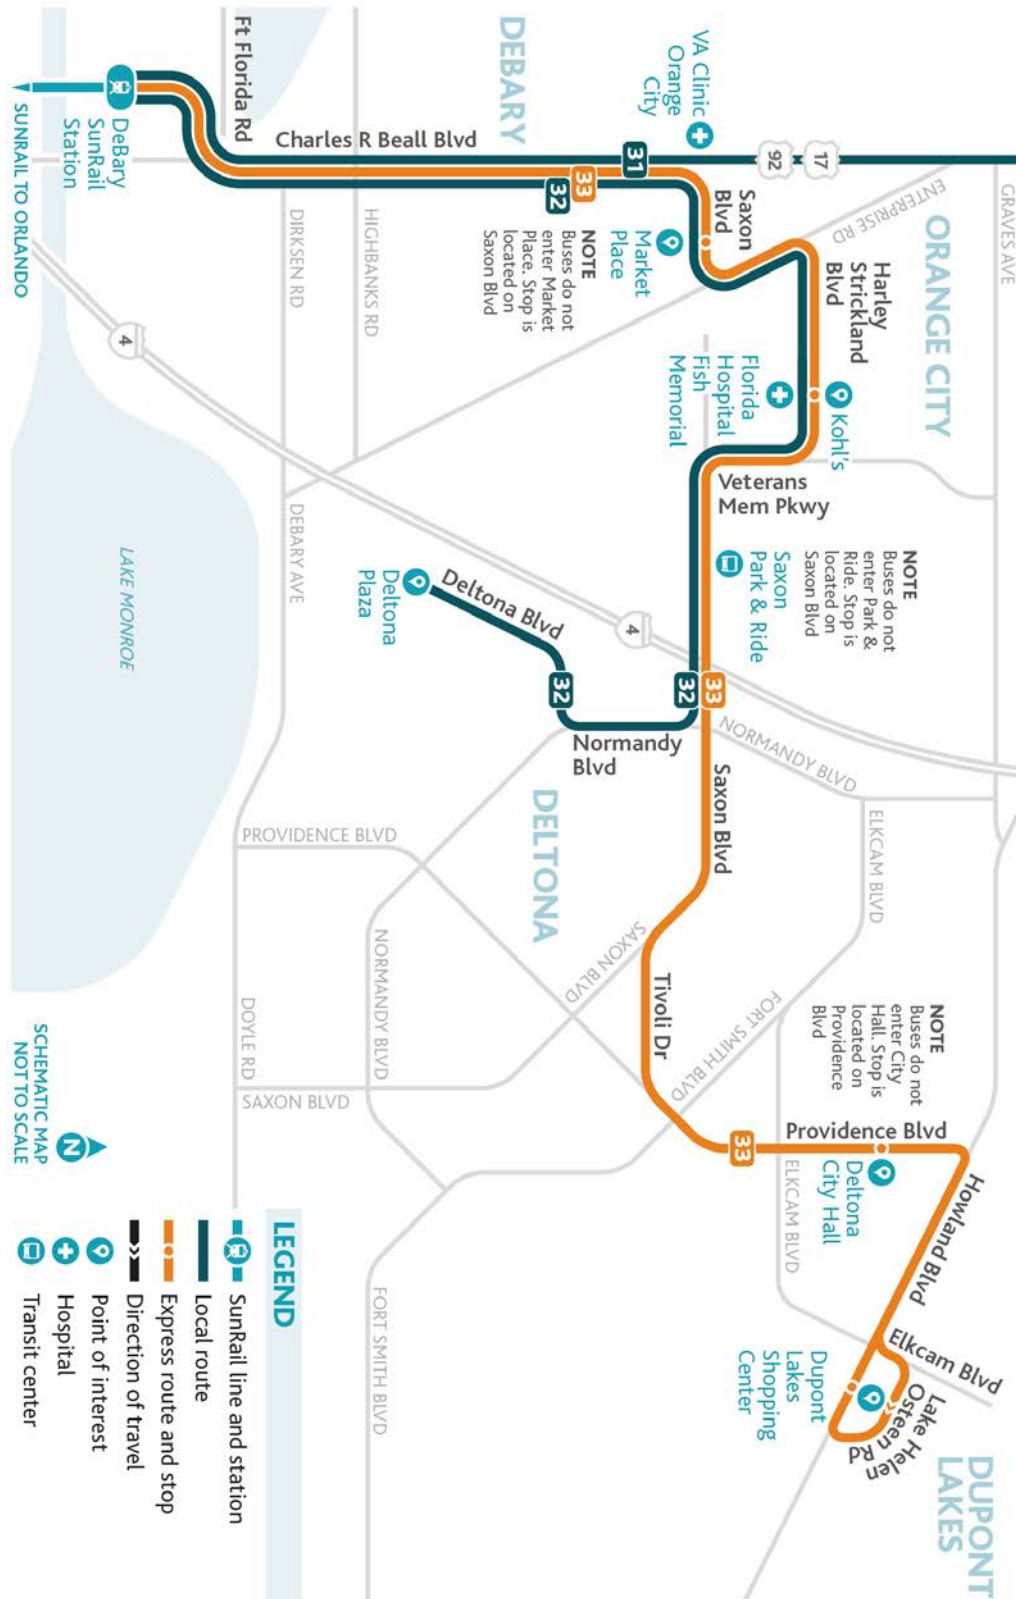 Ft Florida Rd
SUNRAIL TO ORLANDO
DeBary
SunRail
Station
Charles R Beall Blvd
DEBARY
VA Clinic
Orange
City
31
92
17
33
32
Saxon
Blvd
Market
Place
NOTE
Buses do not
enter Market
Place. Stop is
located on
Saxon Blvd
ENTERPRISE RD
GRAVES AVE
ORANGE CITY
Harley
Strickland
Blvd
DIRKSEN RD
HIGHBANKS RD
4
Florida
Hospital
Fish
Memorial
Kohl's
Veterans
Mem Pkwy
NOTE
Buses do not
enter Park &
Ride. Stop is
located on
Saxon Blvd
Saxon
Park & Ride
LAKE MONROE
DEBARY AVE
Deltona
Plaza
Deltona Blvd
4
32
32
33
Normandy
Blvd
NORMANDY BLVD
Saxon Blvd
DELTONA
PROVIDENCE BLVD
ELKCAM BLVD
SAXON BLVD
NORMANDY BLVD
DOYLE RD
Tivoli Dr
FORT SMITH BLVD
NOTE
Buses do not
enter City
Hall. Stop is
located on
Providence
Blvd
SAXON BLVD
33
Providence Blvd
Deltona
City Hall
ELKCAM BLVD
Howland Blvd
Elkcam Blvd
Dupont
Lakes
Shopping
Center
Lake Helen
Osteen Rd
DUPONT
LAKES
FORT SMITH BLVD
SCHEMATIC MAP
NOT TO SCALE
N
LEGEND
SunRail line and station
Local route
Express route and stop
Direction of travel
Point of interest
Hospital
Transit center